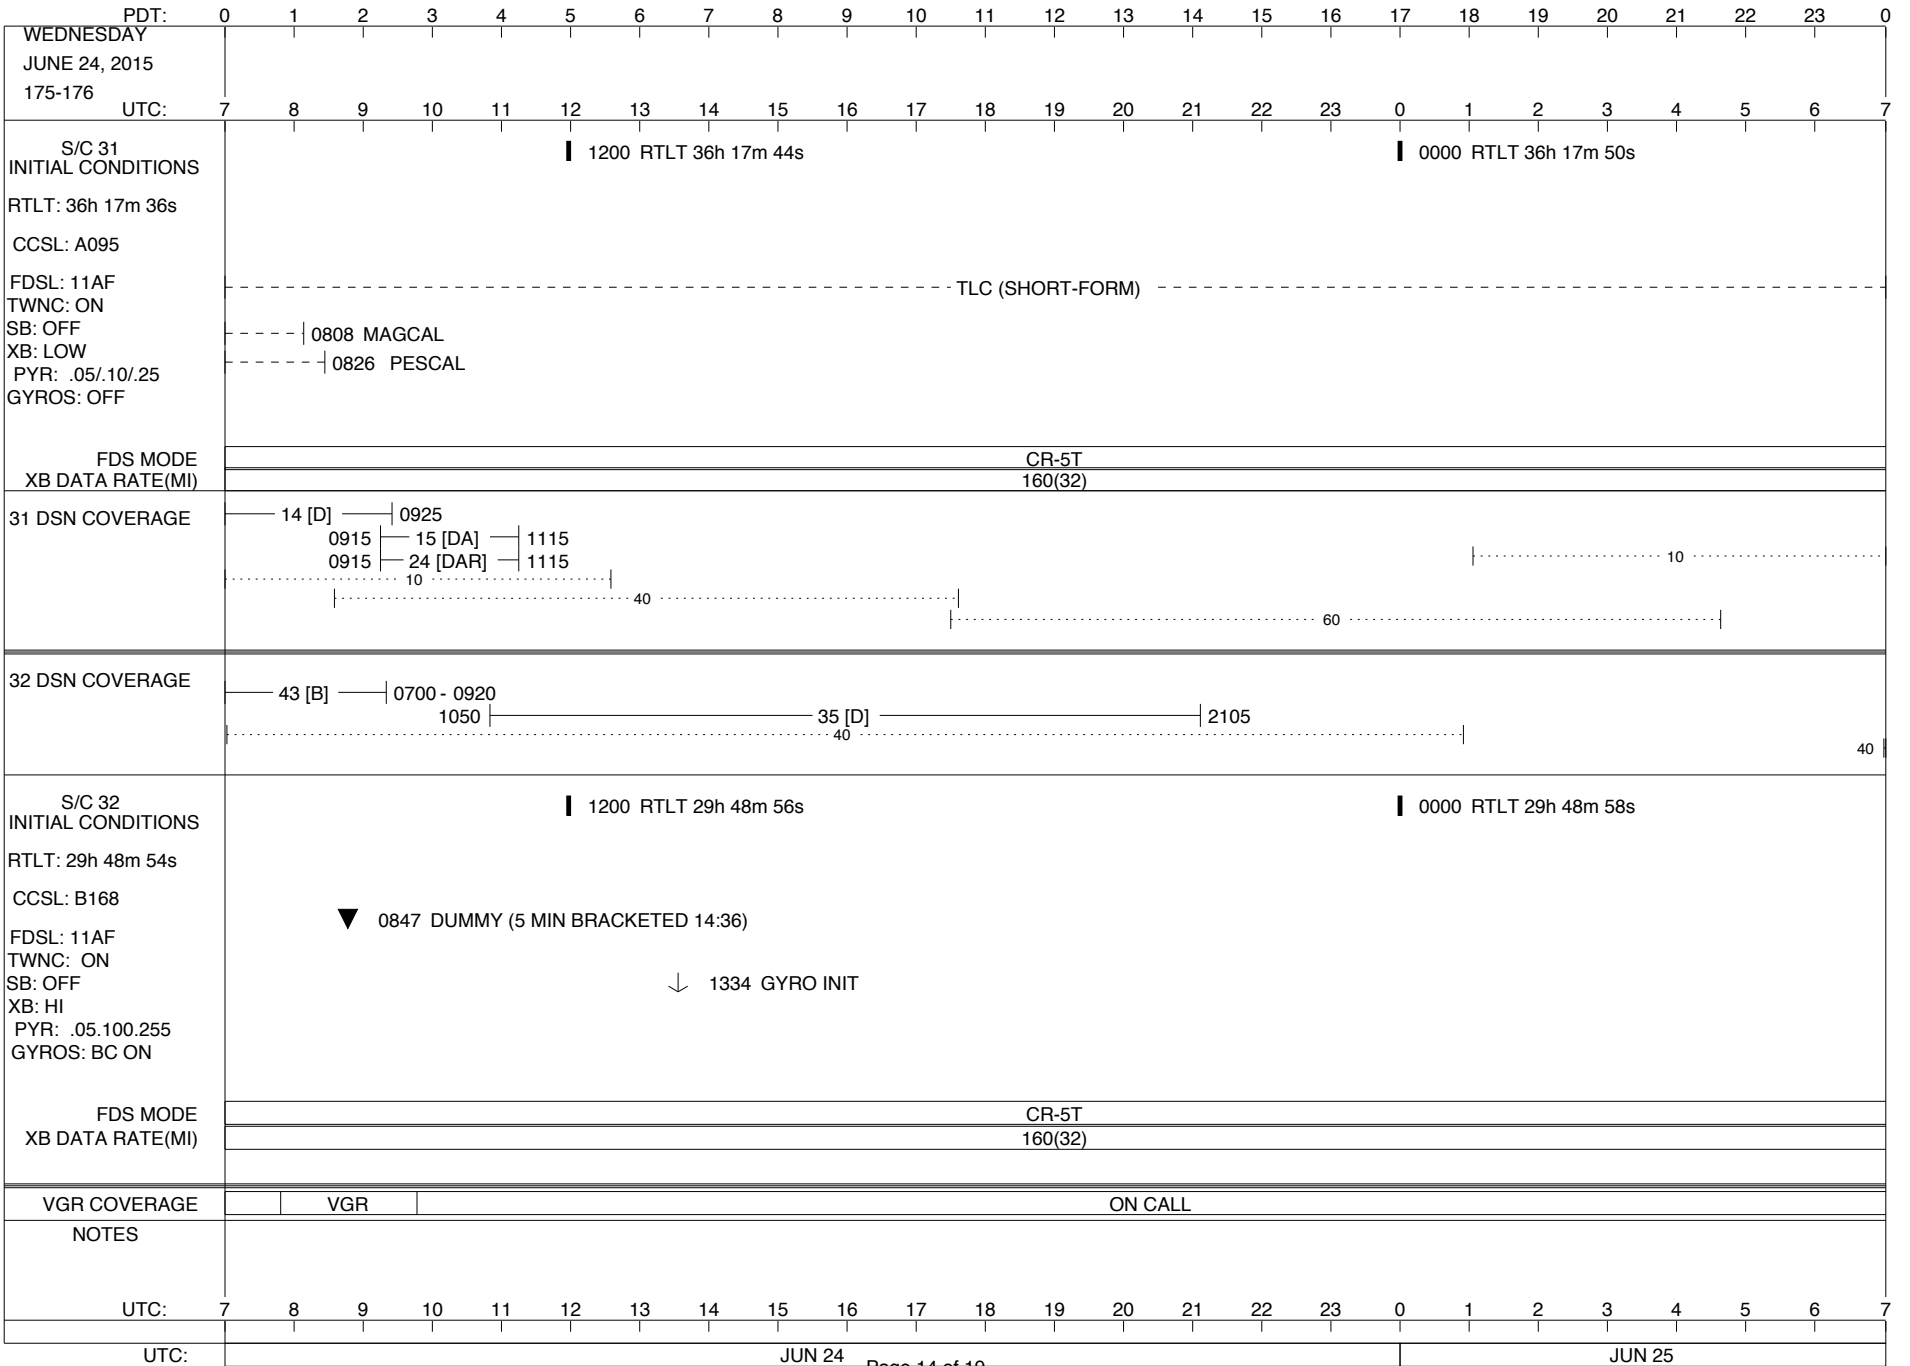 PDT: 0 1 2 3 4 5 6 7 8 9 10 11 12 13 14 15 16 17 18 19 20 21 22 23 0
WEDNESDAY
JUNE 24, 2015
175-176
UTC: 7 8 9 10 11 12 13 14 15 16 17 18 19 20 21 22 23 0 1 2 3 4 5 6 7
S/C 31
INITIAL CONDITIONS
1200 RTLT 36h 17m 44s
0000 RTLT 36h 17m 50s
RTLT: 36h 17m 36s
CCSL: A095
FDSL: 11AF
TLC (SHORT-FORM)
TWNC: ON
SB: OFF
0808 MAGCAL
XB: LOW
0826 PESCAL
PYR: .05/.10/.25
GYROS: OFF
FDS MODE CR-5T
XB DATA RATE(MI) 160(32)
31 DSN COVERAGE
14 [D] 0925
0915 15 [DA] 1115
0915 24 [DAR] 1115
10
10
40
60
32 DSN COVERAGE
43 [B] 0700 - 0920
1050 35 [D] 2105
40
40
S/C 32
INITIAL CONDITIONS
1200 RTLT 29h 48m 56s
0000 RTLT 29h 48m 58s
RTLT: 29h 48m 54s
CCSL: B168
0847 DUMMY (5 MIN BRACKETED 14:36)
FDSL: 11AF
TWNC: ON
SB: OFF
1334 GYRO INIT
XB: HI
PYR: .05.100.255
GYROS: BC ON
FDS MODE CR-5T
XB DATA RATE(MI) 160(32)
VGR COVERAGE VGR ON CALL
NOTES
UTC: 7 8 9 10 11 12 13 14 15 16 17 18 19 20 21 22 23 0 1 2 3 4 5 6 7
UTC: JUN 24 JUN 25
Page 14 of 19